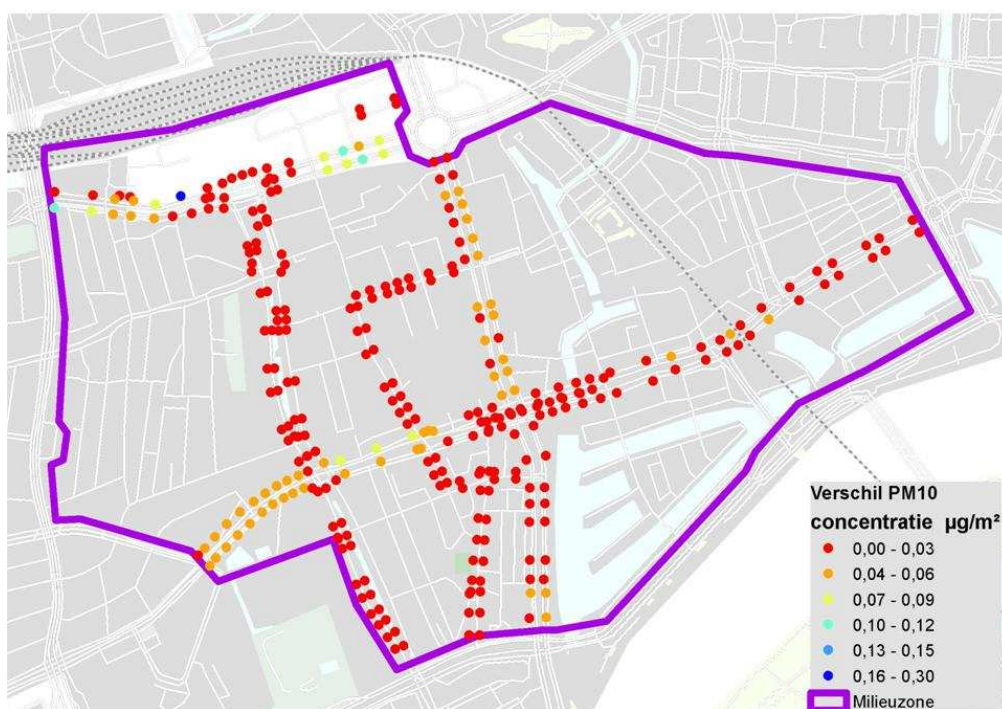 Verschil PM10
concentratie µg/m²
0,00 - 0,03
0,04 - 0,06
0,07 - 0,09
0,10 - 0,12
0,13 - 0,15
0,16 - 0,30
Milieuzone